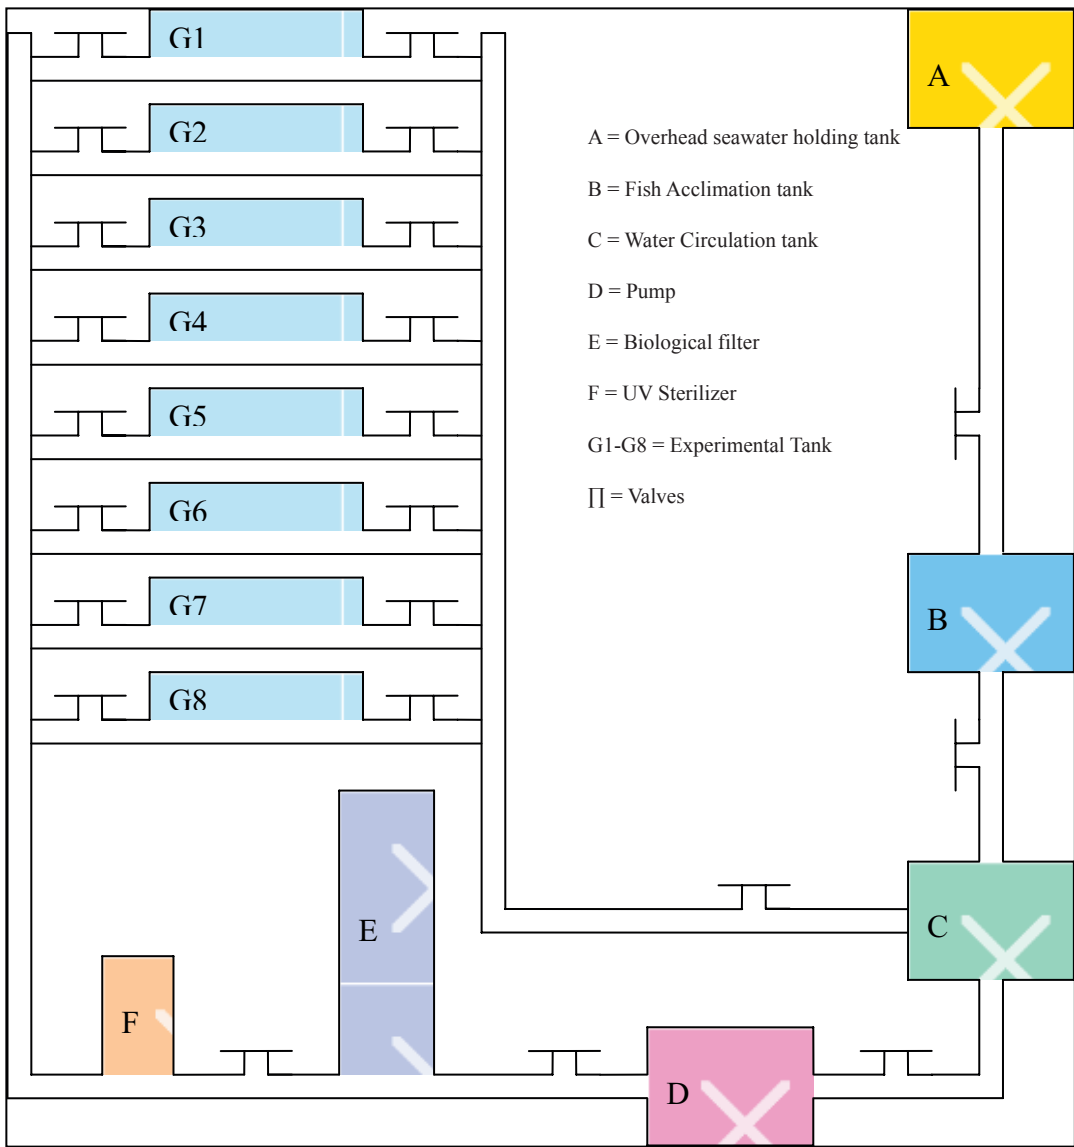 G1
A
G2
A = Overhead seawater holding tank
B = Fish Acclimation tank
G3
C = Water Circulation tank
D = Pump
G4
E = Biological filter
F = UV Sterilizer
G5
G1-G8 = Experimental Tank
∏ = Valves
G6
G7
B
G8
E
C
F
D